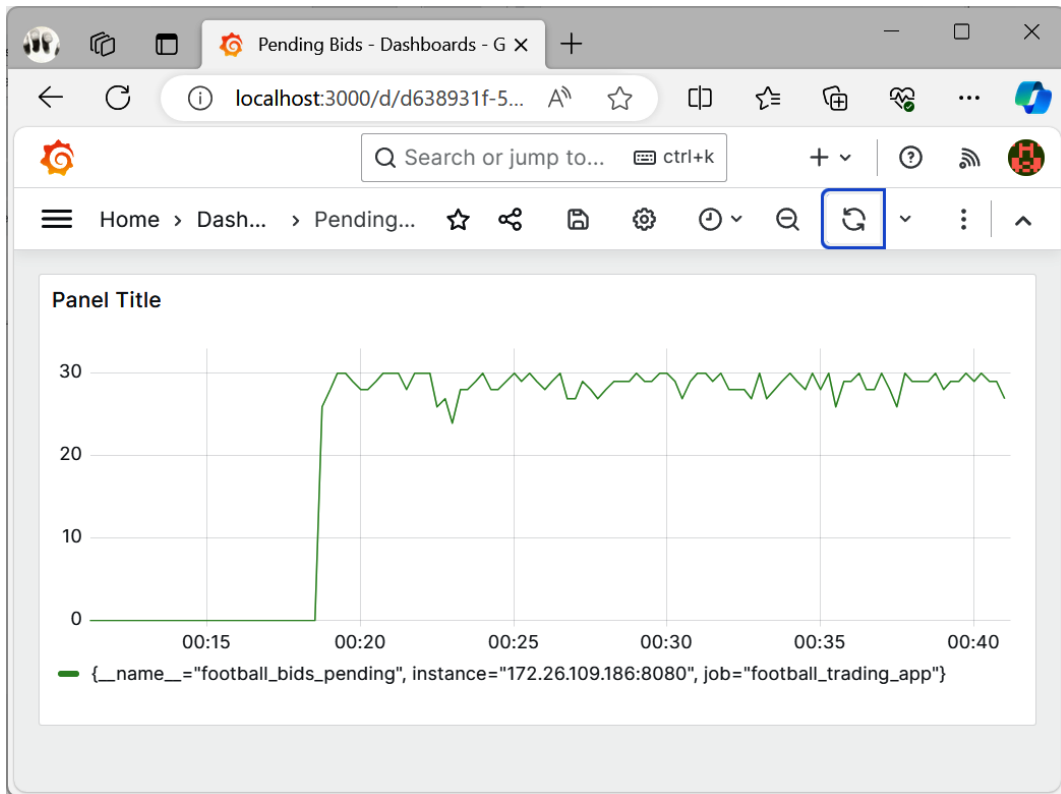 Pending Bids - Dashboards - G
localhost:3000/d/d638931f-5...
Search or jump to... ctrl+k
Home > Dash... > Pending...
Panel Title
30
20
10
0
00:15 00:20 00:25 00:30 00:35 00:40
{__name__="football_bids_pending", instance="172.26.109.186:8080", job="football_trading_app"}